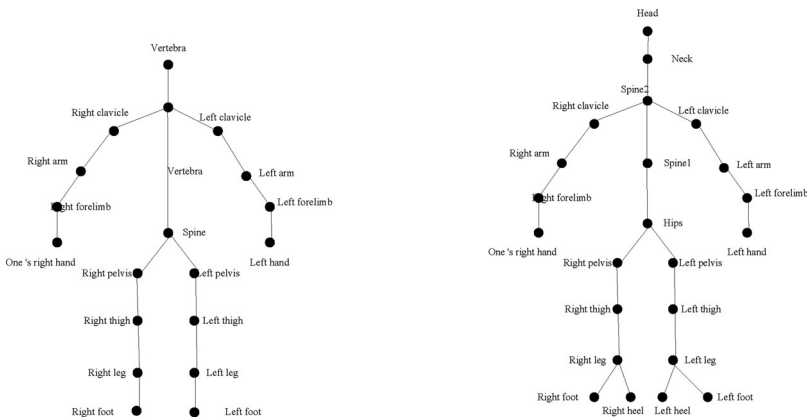 Vertebra
Right clavicle
Left clavicle
Right arm
Vertebra
Left arm
Right forelimb
Left forelimb
Spine
One 's right hand
Left hand
Right pelvis
Left pelvis
Right thigh
Left thigh
Right leg
Left leg
Right foot
Left foot
Head
Neck
Spine2
Right clavicle
Left clavicle
Right arm
Spine1
Left arm
Right forelimb
Left forelimb
Hips
One 's right hand
Left hand
Right pelvis
Left pelvis
Right thigh
Left thigh
Right leg
Left leg
Right foot
Right heel
Left heel
Left foot